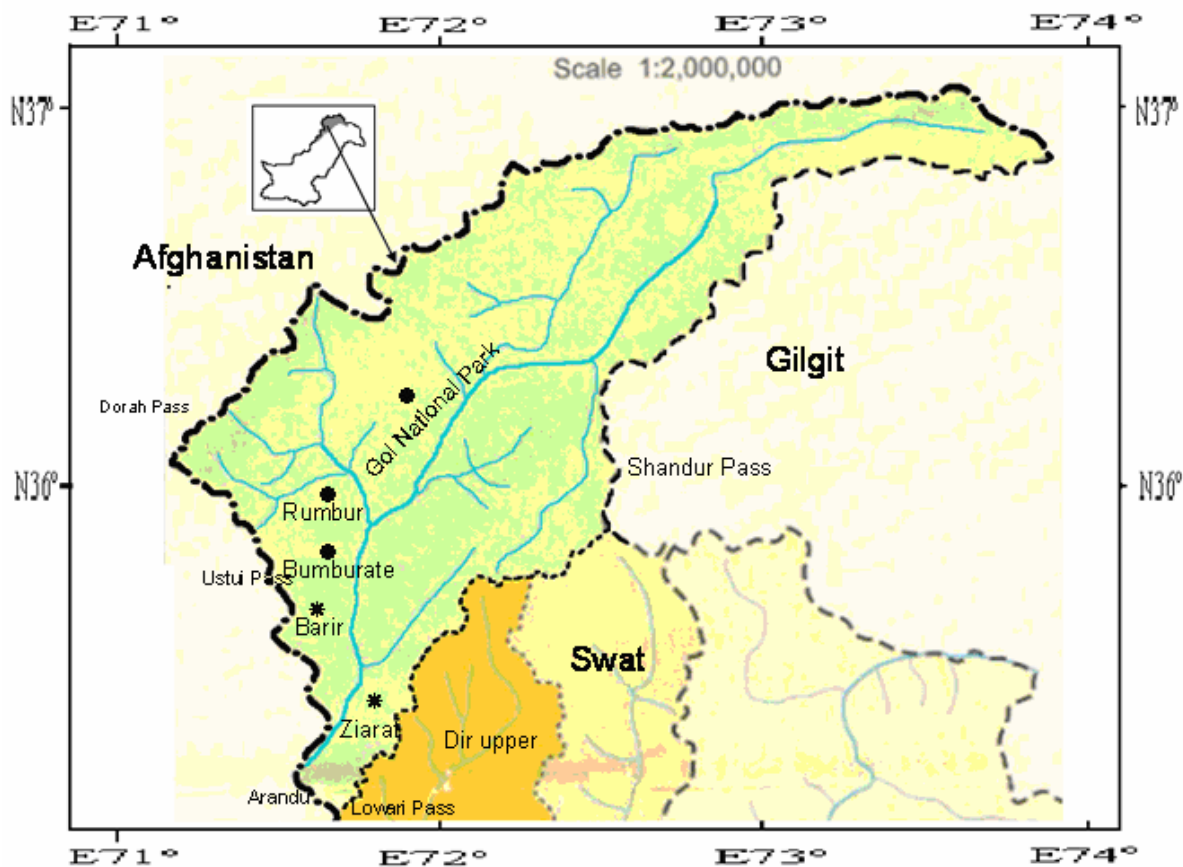 E71° E72° E73° E74°
Scale 1:2,000,000
N37° N37°
Afghanistan
Gilgit
Dorah Pass
Gol National Park
Shandur Pass
N36° N36°
Rumbur
Bumburate
Ustui Pass
Barir
Swat
Ziarat
Dir upper
Arandu
Lowari Pass
E71° E72° E73° E74°